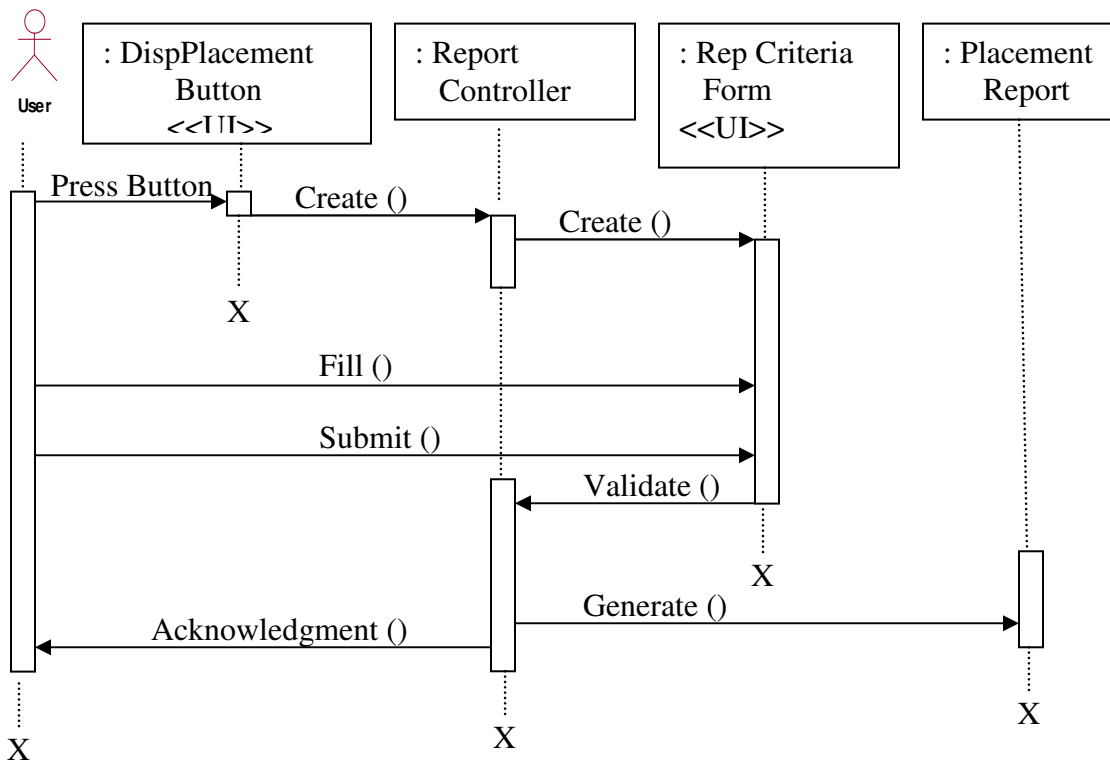 User
: DispPlacement
Button
<<UI>>
: Report
Controller
: Rep Criteria
Form
<<UI>>
: Placement
Report
Press Button
Create ()
Create ()
X
Fill ()
Submit ()
Validate ()
X
Generate ()
Acknowledgment ()
X
X
X